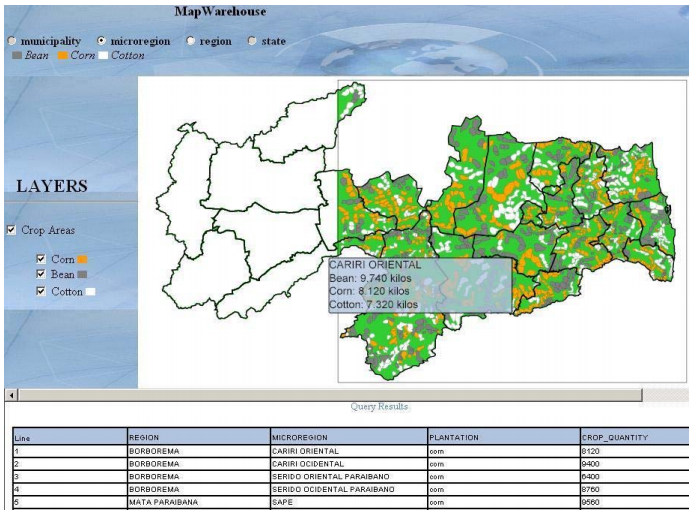 MapWarehouse
municipality microregion region state
Bean Corn Cotton
LAYERS
Crop Areas
Corn
Bean
Cotton
CARIRI ORIENTAL
Bean: 9.740 kilos
Corn: 8.120 kilos
Cotton: 7.320 kilos
Query Results
Line REGION MICROREGION PLANTATION CROP_QUANTITY
1 BORBOREMA CARIRI ORIENTAL corn 8120
2 BORBOREMA CARIRI OCIDENTAL corn 9400
3 BORBOREMA SERIDO ORIENTAL PARAIBANO corn 6400
4 BORBOREMA SERIDO OCIDENTAL PARAIBANO corn 8760
5 MATA PARAIBANA SAPE corn 9560